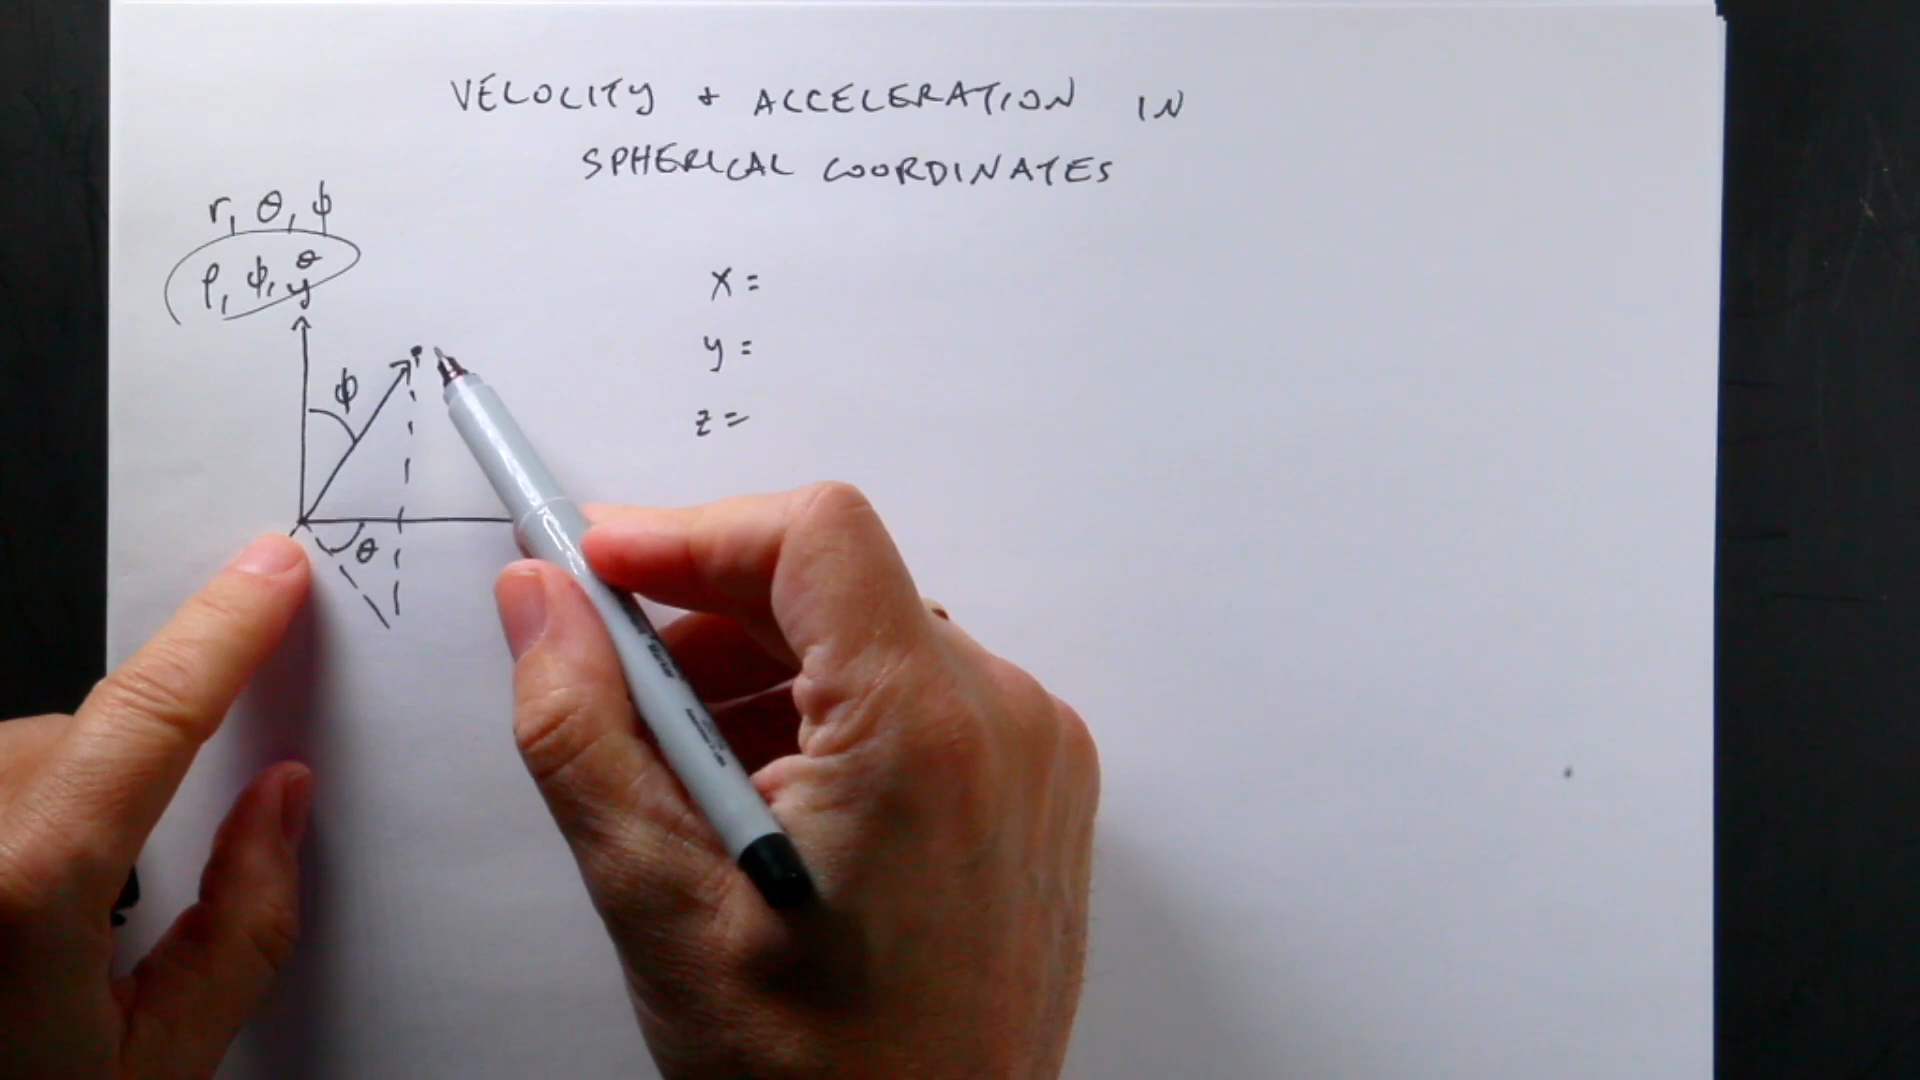 VELOCITY + ACCELERATION IN
SPHERICAL COORDINATES
r, θ, ϕ
ρ, ϕ, θ
y
x =
y =
z =
ϕ
θ